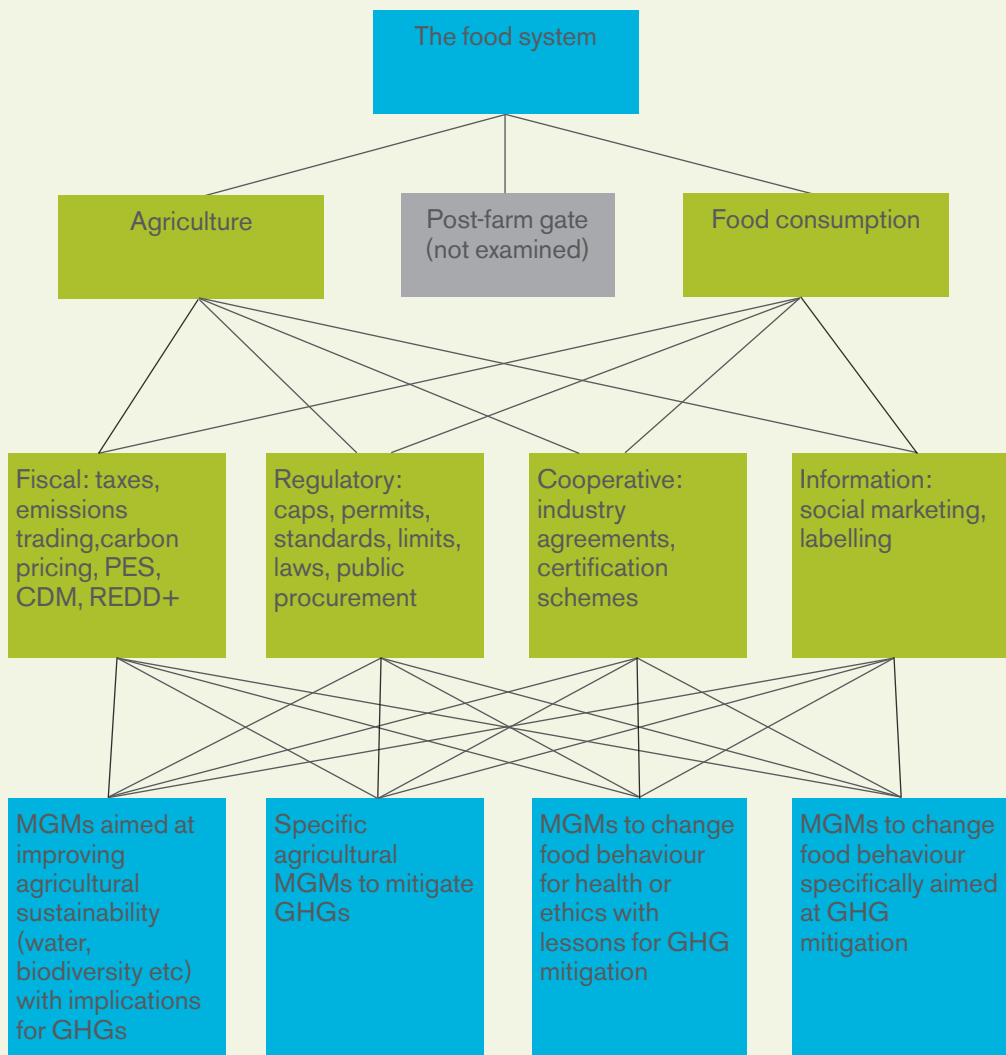 The food system
Agriculture
Post-farm gate
(not examined)
Food consumption
Fiscal: taxes,
emissions
trading,carbon
pricing, PES,
CDM, REDD+
Regulatory:
caps, permits,
standards, limits,
laws, public
procurement
Cooperative:
industry
agreements,
certification
schemes
Information:
social marketing,
labelling
MGMs aimed at
improving
agricultural
sustainability
(water,
biodiversity etc)
with implications
for GHGs
Specific
agricultural
MGMs to mitigate
GHGs
MGMs to change
food behaviour
for health or
ethics with
lessons for GHG
mitigation
MGMs to change
food behaviour
specifically aimed
at GHG
mitigation